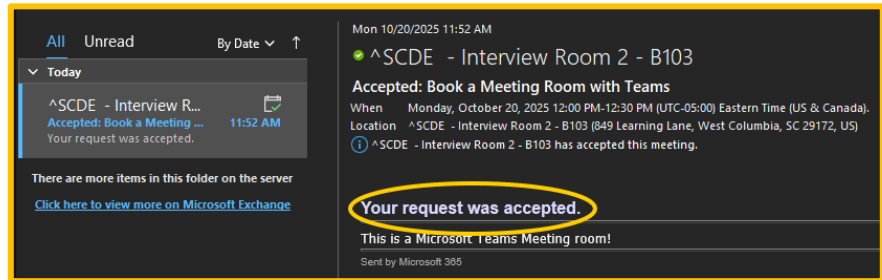 All Unread By Date ↑
Today
^SCDE - Interview R...
Accepted: Book a Meeting ... 11:52 AM
Your request was accepted.
There are more items in this folder on the server
Click here to view more on Microsoft Exchange
Mon 10/20/2025 11:52 AM
^SCDE - Interview Room 2 - B103
Accepted: Book a Meeting Room with Teams
When Monday, October 20, 2025 12:00 PM-12:30 PM (UTC-05:00) Eastern Time (US & Canada).
Location ^SCDE - Interview Room 2 - B103 (849 Learning Lane, West Columbia, SC 29172, US)
^SCDE - Interview Room 2 - B103 has accepted this meeting.
Your request was accepted.
This is a Microsoft Teams Meeting room!
Sent by Microsoft 365